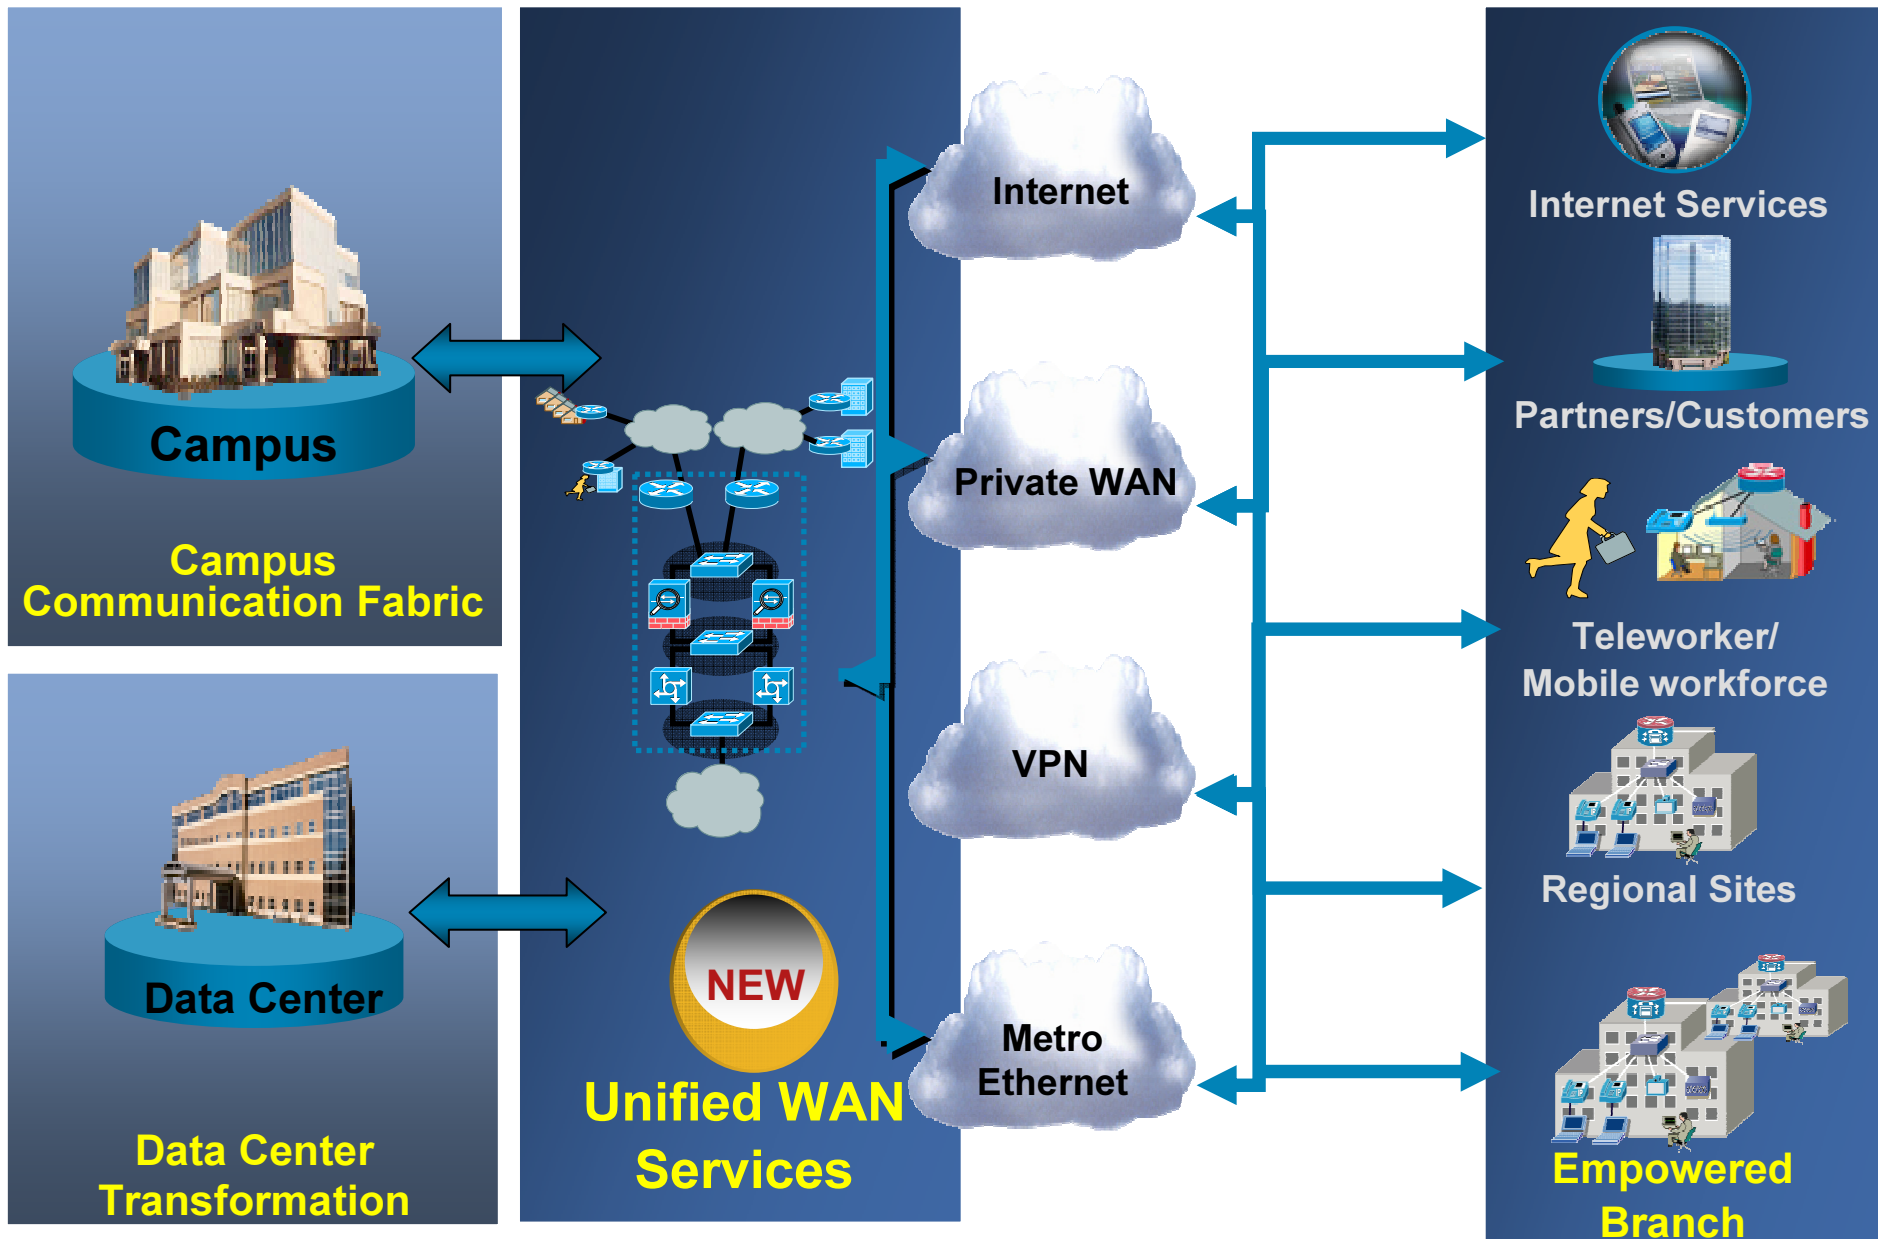 Campus
Campus
Communication Fabric
Data Center
Data Center
Transformation
NEW
Unified WAN
Services
Internet
Private WAN
VPN
Metro
Ethernet
Internet Services
Partners/Customers
Teleworker/
Mobile workforce
Regional Sites
Empowered
Branch